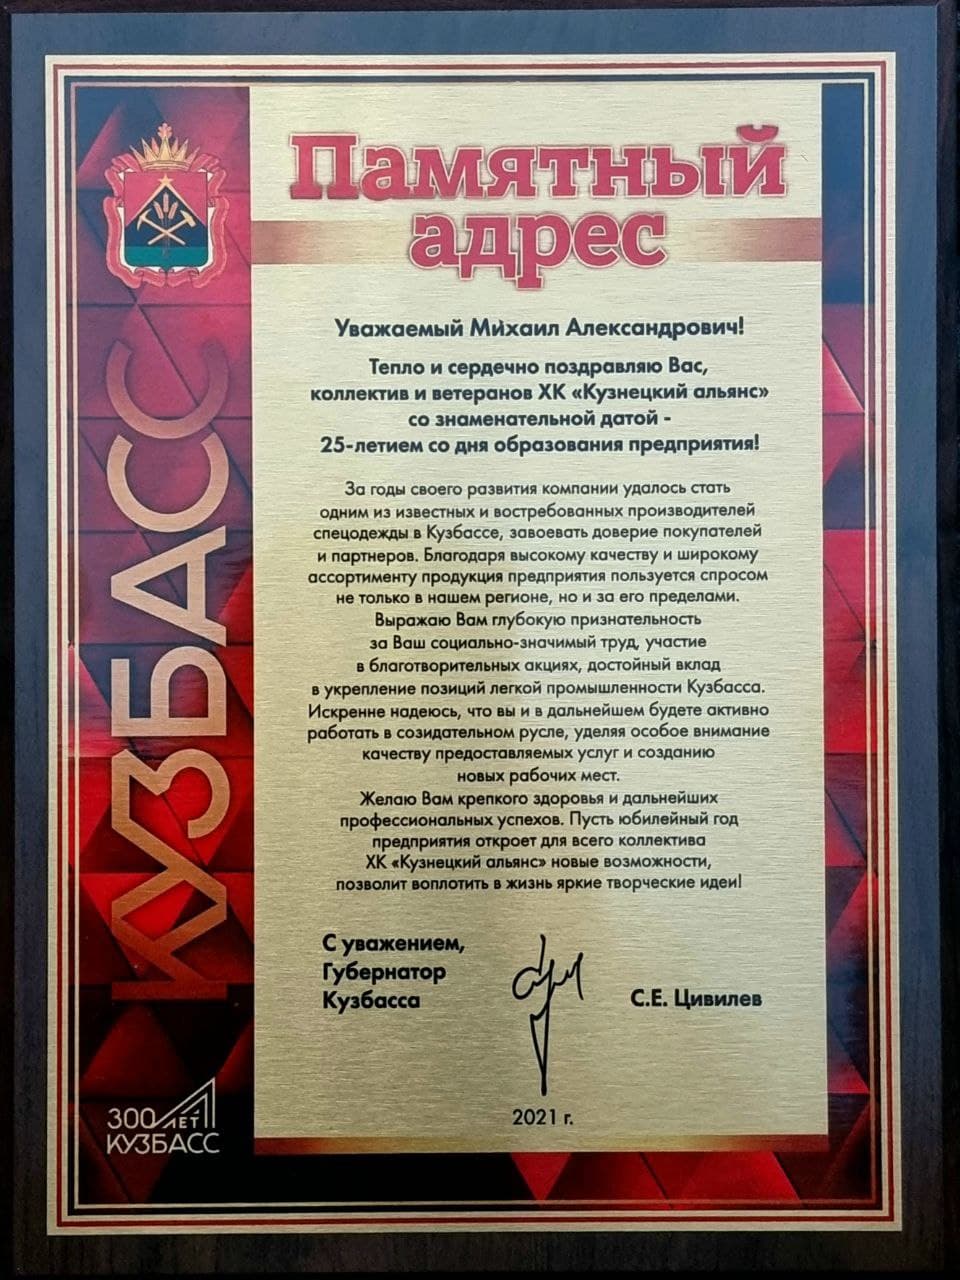 Памятный
адрес
Уважаемый Михаил Александрович!
Тепло и сердечно поздравляю Вас,
коллектив и ветеранов ХК «Кузнецкий альянс»
со знаменательной датой -
25-летием со дня образования предприятия!
За годы своего развития компании удалось стать
одним из известных и востребованных производителей
спецодежды в Кузбассе, завоевать доверие покупателей
и партнеров. Благодаря высокому качеству и широкому
ассортименту продукция предприятия пользуется спросом
не только в нашем регионе, но и за его пределами.
Выражаю Вам глубокую признательность
за Ваш социально-значимый труд, участие
в благотворительных акциях, достойный вклад
в укрепление позиций легкой промышленности Кузбасса.
Искренне надеюсь, что вы и в дальнейшем будете активно
работать в созидательном русле, уделяя особое внимание
качеству предоставляемых услуг и созданию
новых рабочих мест.
Желаю Вам крепкого здоровья и дальнейших
профессиональных успехов. Пусть юбилейный год
предприятия откроет для всего коллектива
ХК «Кузнецкий альянс» новые возможности,
позволит воплотить в жизнь яркие творческие идеи!
С уважением,
Губернатор
Кузбасса
С.Е. Цивилев
2021 г.
КУЗБАСС
300 ЛЕТ
КУЗБАСС